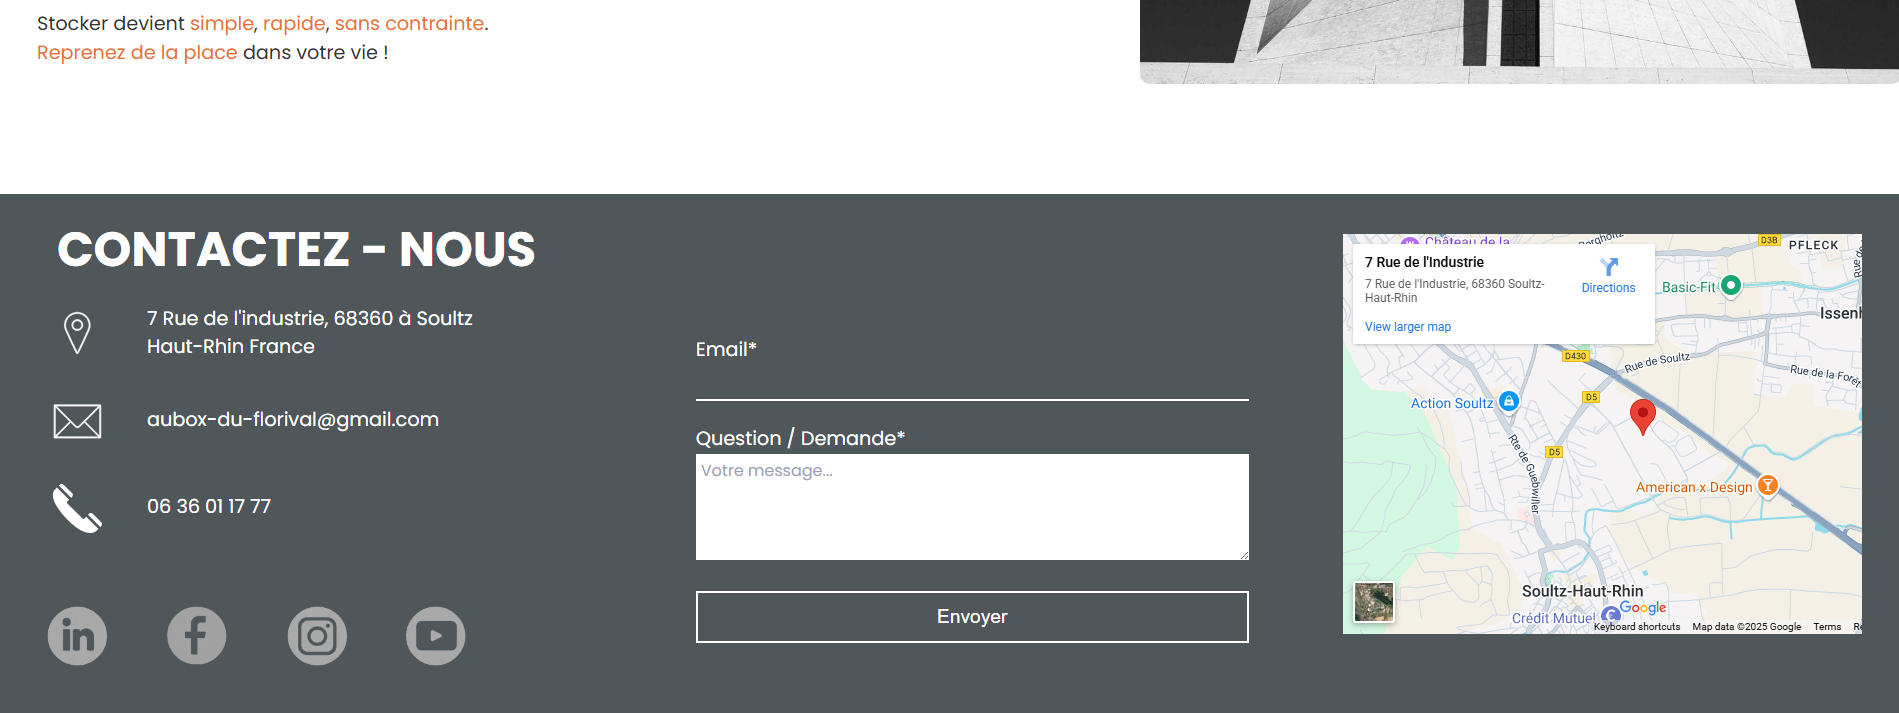 Stocker devient simple, rapide, sans contrainte.
Reprenez de la place dans votre vie !
CONTACTEZ - NOUS
7 Rue de l'industrie, 68360 à Soultz
Haut-Rhin France
aubox-du-florival@gmail.com
06 36 01 17 77
in
f
Email*
Question / Demande*
Votre message...
Envoyer
Château de la
7 Rue de l'Industrie
7 Rue de l'Industrie, 68360 Soultz-
Haut-Rhin
Directions
View larger map
D3B
PFLECK
Basic-Fit
Issenh
D430
Rue de Soultz
Rue de la Forêt
D5
Action Soultz
D5
Rte de Guebwiller
American x Design
Soultz-Haut-Rhin
Crédit Mutuel
Google
Keyboard shortcuts
Map data ©2025 Google
Terms